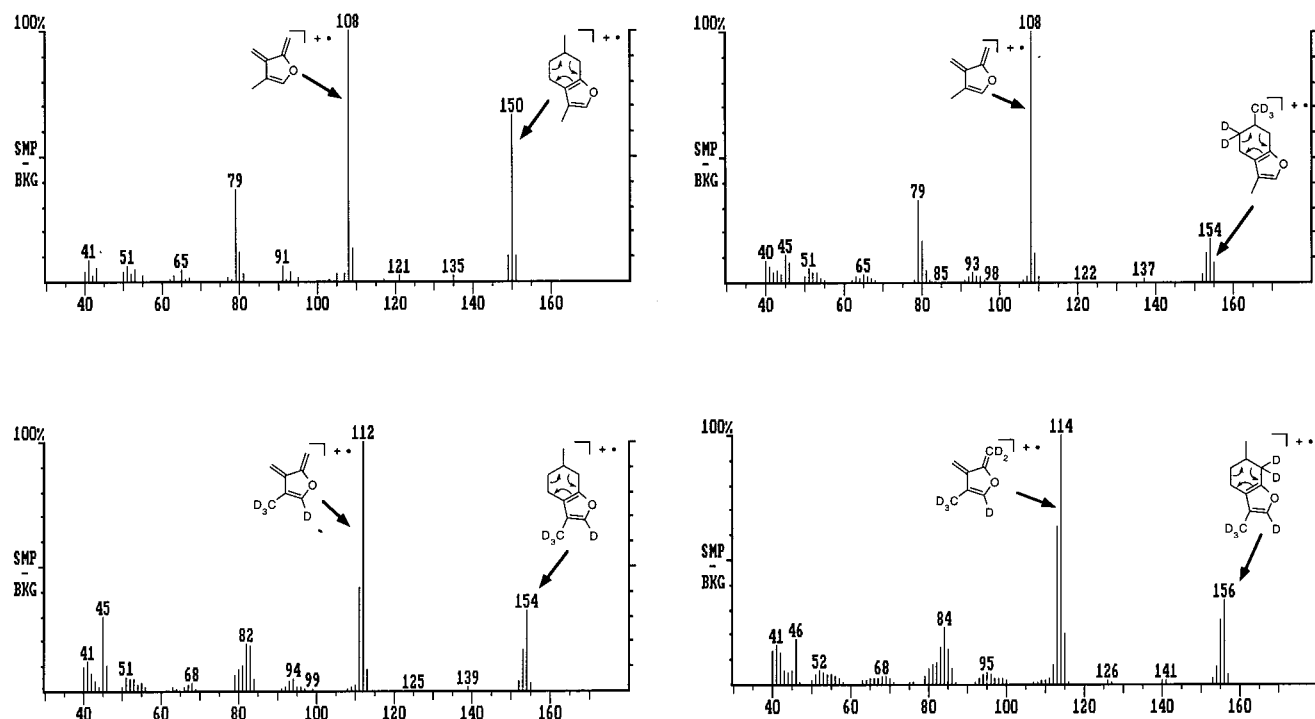 100%
108
150
79
41
51
65
91
121
135
SMP
-
BKG
40
60
80
100
120
140
160
O
+ •
O
+ •
100%
108
154
79
40
45
51
65
85
93
98
122
137
SMP
-
BKG
40
60
80
100
120
140
160
O
+ •
CD3
D
D
O
+ •
100%
112
154
45
41
51
68
82
94
99
125
139
SMP
-
BKG
40
60
80
100
120
140
160
O
D3C
D
+ •
O
D3C
D
+ •
100%
114
156
41
46
52
68
84
95
126
141
SMP
-
BKG
40
60
80
100
120
140
160
CD2
O
D3C
D
+ •
D
D
O
D3C
D
+ •